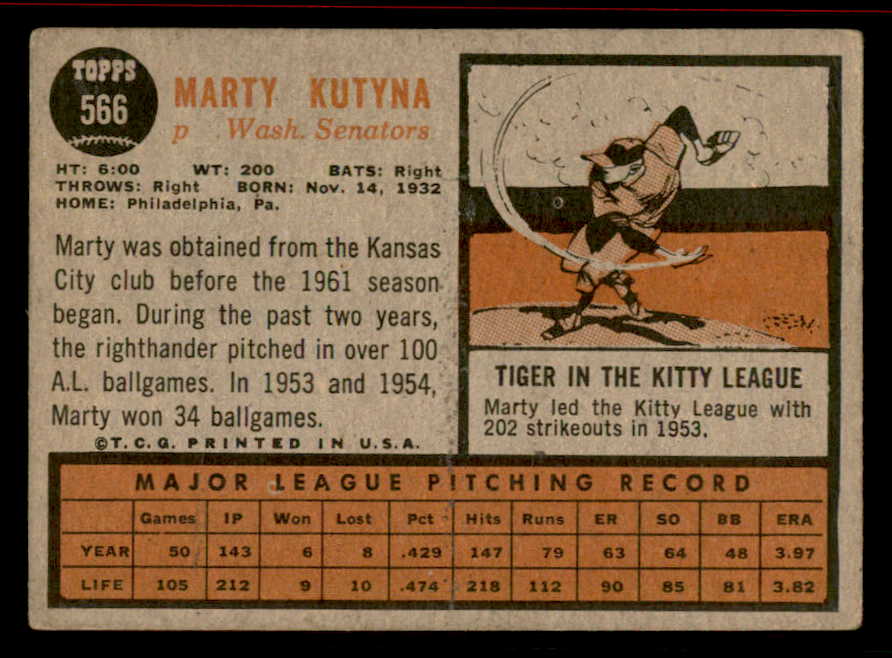 TOPPS
566
MARTY KUTYNA
p Wash. Senators
HT: 6:00 WT: 200 BATS: Right
THROWS: Right BORN: Nov. 14, 1932
HOME: Philadelphia, Pa.
Marty was obtained from the Kansas
City club before the 1961 season
began. During the past two years,
the righthander pitched in over 100
A.L. ballgames. In 1953 and 1954,
Marty won 34 ballgames.
©T.C.G. PRINTED IN U.S.A.
TIGER IN THE KITTY LEAGUE
Marty led the Kitty League with
202 strikeouts in 1953.
MAJOR LEAGUE PITCHING RECORD
Games IP Won Lost Pct Hits Runs ER SO BB ERA
YEAR 50 143 6 8 .429 147 79 63 64 48 3.97
LIFE 105 212 9 10 .474 218 112 90 85 81 3.82